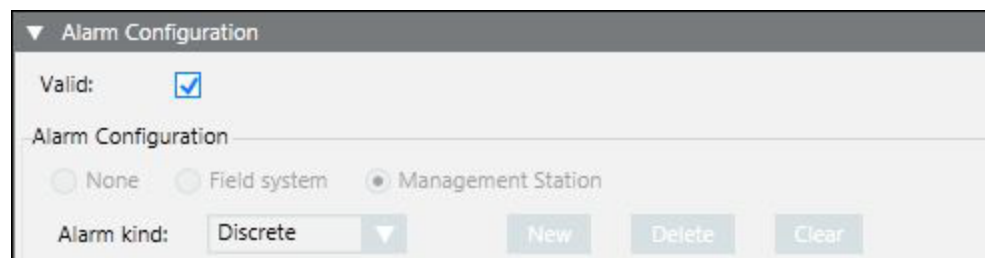 Alarm Configuration
Valid:
Alarm Configuration
None Field system Management Station
Alarm kind: Discrete New Delete Clear